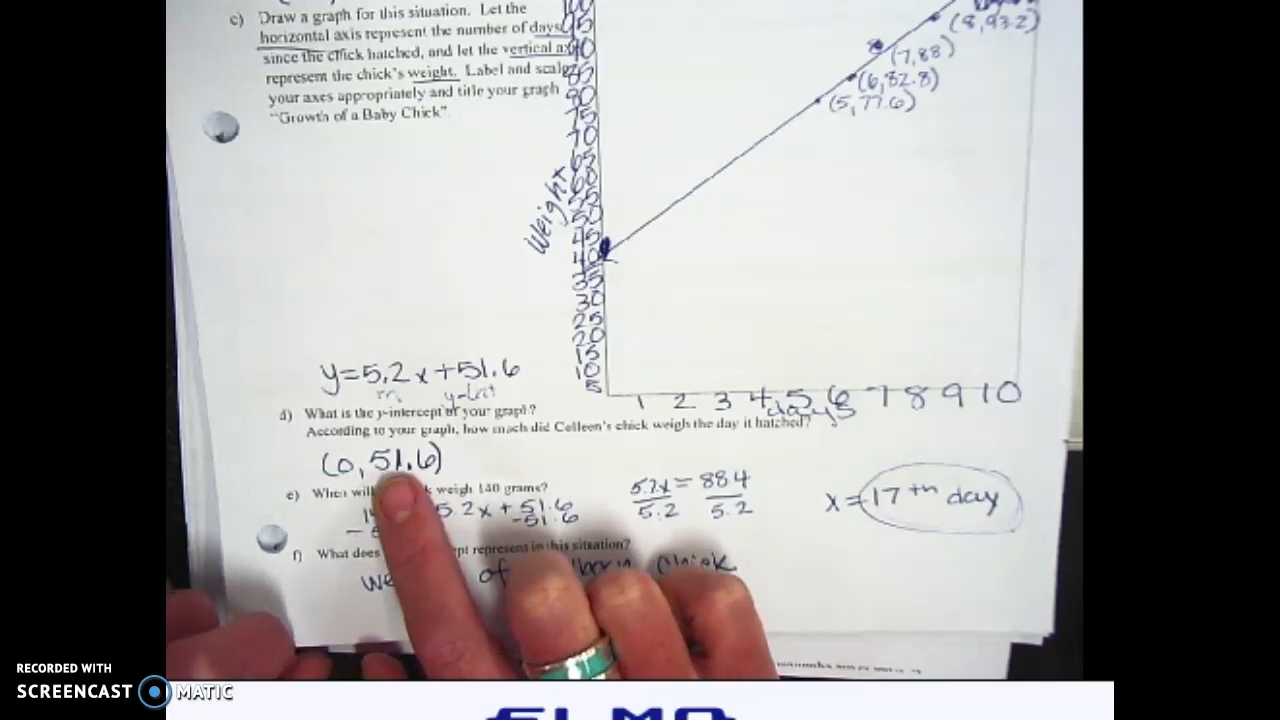 c) Draw a graph for this situation. Let the
horizontal axis represent the number of days
since the chick hatched, and let the vertical
represent the chick's weight. Label and scale
your axes appropriately and title your graph
"Growth of a Baby Chick".
(8,93.2)
(7,88)
(6,82.8)
(5,77.6)
Weight
95
90
85
80
75
70
65
60
55
50
45
40
35
30
25
20
15
10
5
1 2 3 4 5 6 7 8 9 10
days
y=5.2x+51.6
m y-int
d) What is the y-intercept of your graph?
According to your graph, how much did Colleen's chick weigh the day it hatched?
(0,51.6)
e) When will weigh 140 grams?
5.2x + 51.6
-51.6
5.2x = 88.4
5.2 5.2
x=17th day
f) What does represent in this situation?
of chick
RECORDED WITH
SCREENCAST MATIC